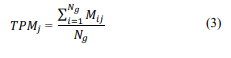 TPM_j = \frac{\sum_{i=1}^{N_g} M_{ij}}{N_g} (3)